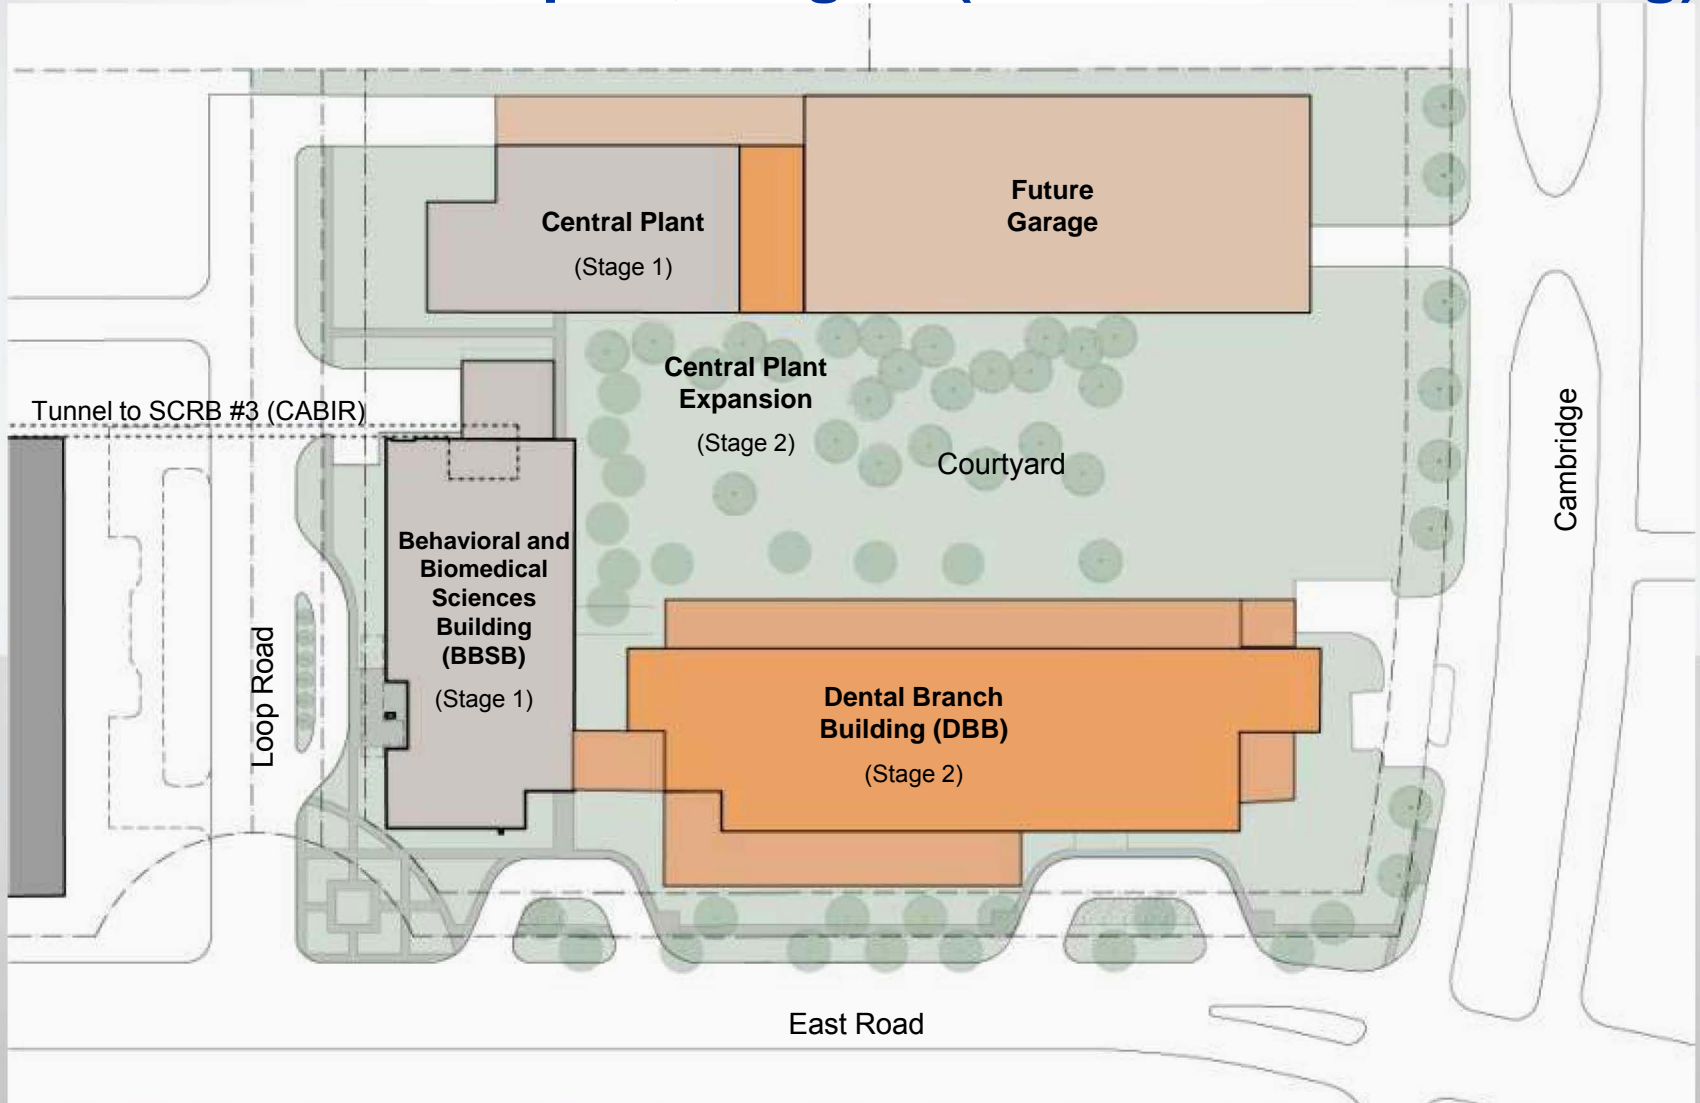 Future
Garage
Central Plant
(Stage 1)
Central Plant
Expansion
(Stage 2)
Tunnel to SCRB #3 (CABIR)
Courtyard
Cambridge
Behavioral and
Biomedical
Sciences
Building
(BBSB)
(Stage 1)
Loop Road
Dental Branch
Building (DBB)
(Stage 2)
East Road